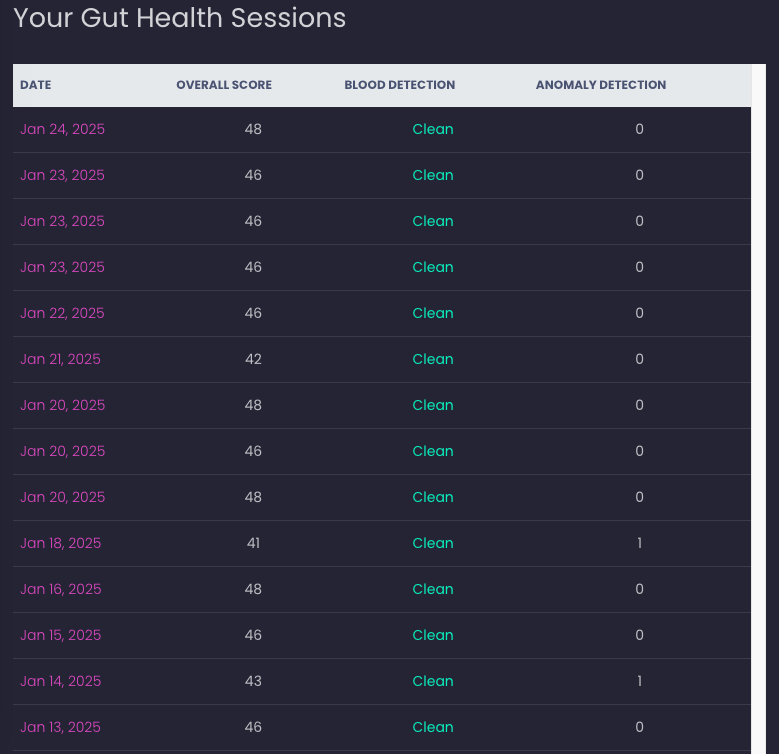 Your Gut Health Sessions
DATE OVERALL SCORE BLOOD DETECTION ANOMALY DETECTION
Jan 24, 2025 48 Clean 0
Jan 23, 2025 46 Clean 0
Jan 23, 2025 46 Clean 0
Jan 23, 2025 46 Clean 0
Jan 22, 2025 46 Clean 0
Jan 21, 2025 42 Clean 0
Jan 20, 2025 48 Clean 0
Jan 20, 2025 46 Clean 0
Jan 20, 2025 48 Clean 0
Jan 18, 2025 41 Clean 1
Jan 16, 2025 48 Clean 0
Jan 15, 2025 46 Clean 0
Jan 14, 2025 43 Clean 1
Jan 13, 2025 46 Clean 0